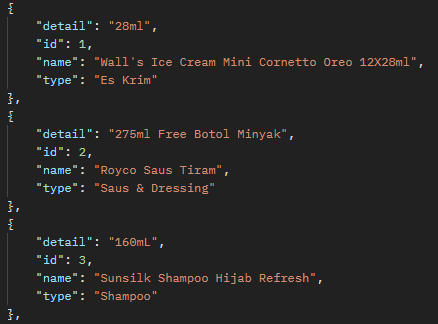 {
"detail": "28ml",
"id": 1,
"name": "Wall's Ice Cream Mini Cornetto Oreo 12X28ml",
"type": "Es Krim"
},
{
"detail": "275ml Free Botol Minyak",
"id": 2,
"name": "Royco Saus Tiram",
"type": "Saus & Dressing"
},
{
"detail": "160mL",
"id": 3,
"name": "Sunsilk Shampoo Hijab Refresh",
"type": "Shampoo"
},